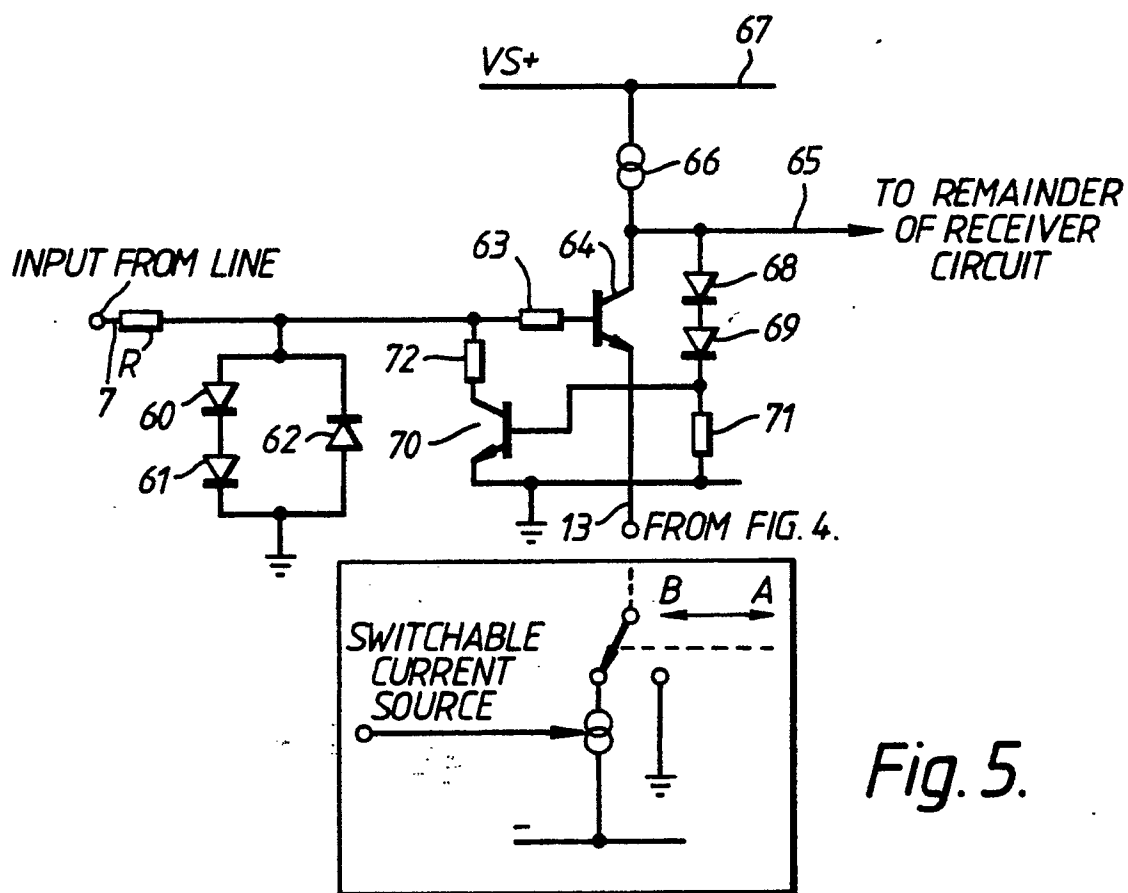 VS+
67
66
65
TO REMAINDER
OF RECEIVER
CIRCUIT
INPUT FROM LINE
63
64
68
R
7
72
69
60
62
70
71
61
13
FROM FIG. 4.
B
A
SWITCHABLE
CURRENT
SOURCE
-
Fig. 5.